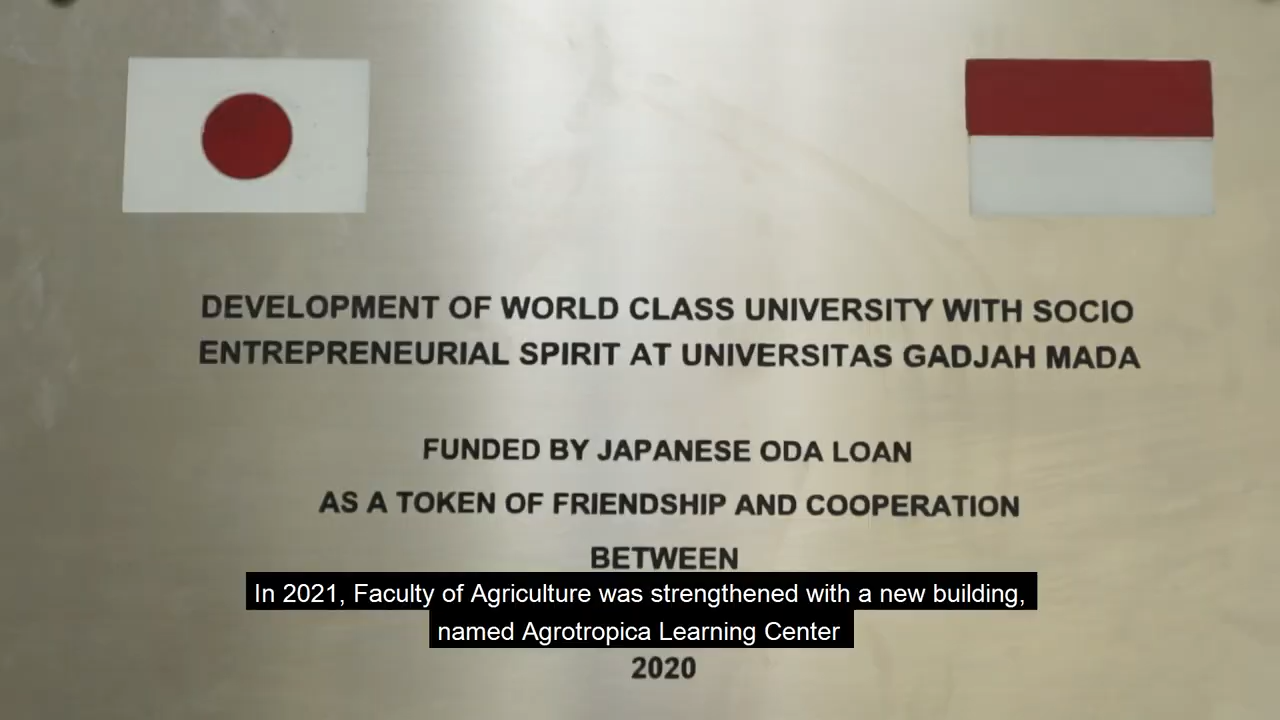 DEVELOPMENT OF WORLD CLASS UNIVERSITY WITH SOCIO
ENTREPRENEURIAL SPIRIT AT UNIVERSITAS GADJAH MADA
FUNDED BY JAPANESE ODA LOAN
AS A TOKEN OF FRIENDSHIP AND COOPERATION
BETWEEN
In 2021, Faculty of Agriculture was strengthened with a new building,
named Agrotropica Learning Center
2020